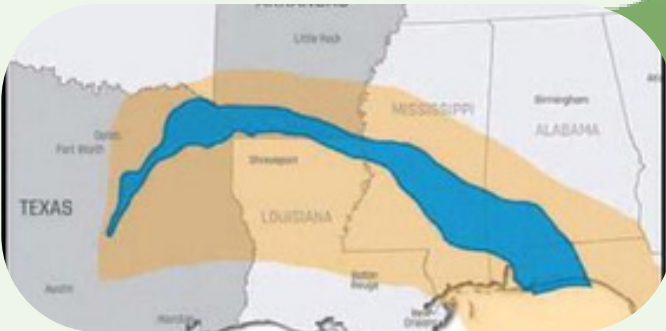 ARKANSAS
Little Rock
MISSISSIPPI
Birmingham
ALABAMA
Dallas
Fort Worth
Shreveport
TEXAS
LOUISIANA
Austin
Baton
Rouge
Houston
New
Orleans